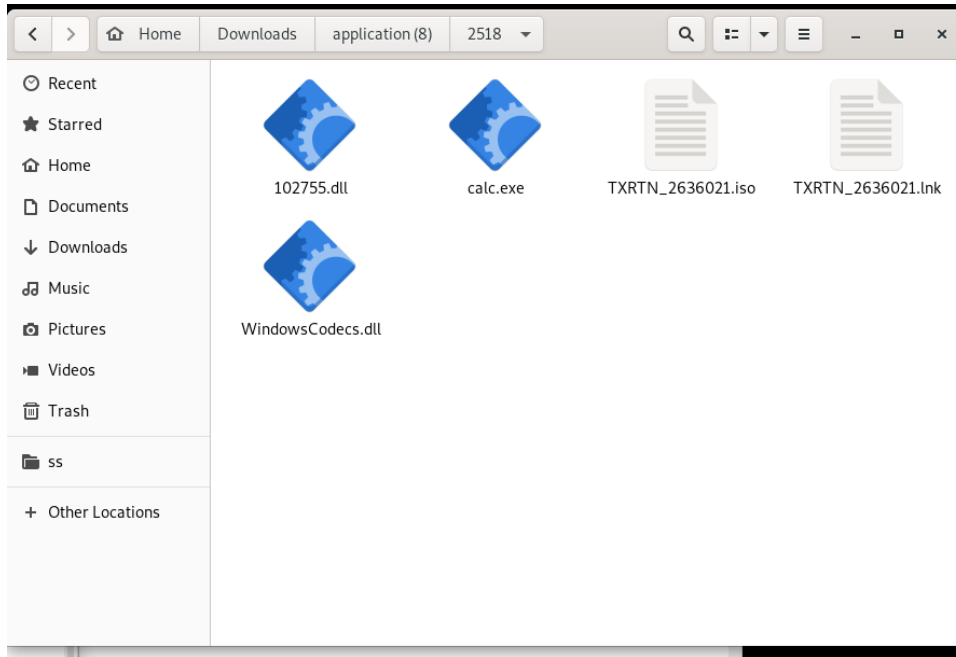 Home Downloads application (8) 2518
Recent
Starred
Home
Documents
Downloads
Music
Pictures
Videos
Trash
ss
+ Other Locations
102755.dll calc.exe TXRTN_2636021.iso TXRTN_2636021.lnk
WindowsCodecs.dll